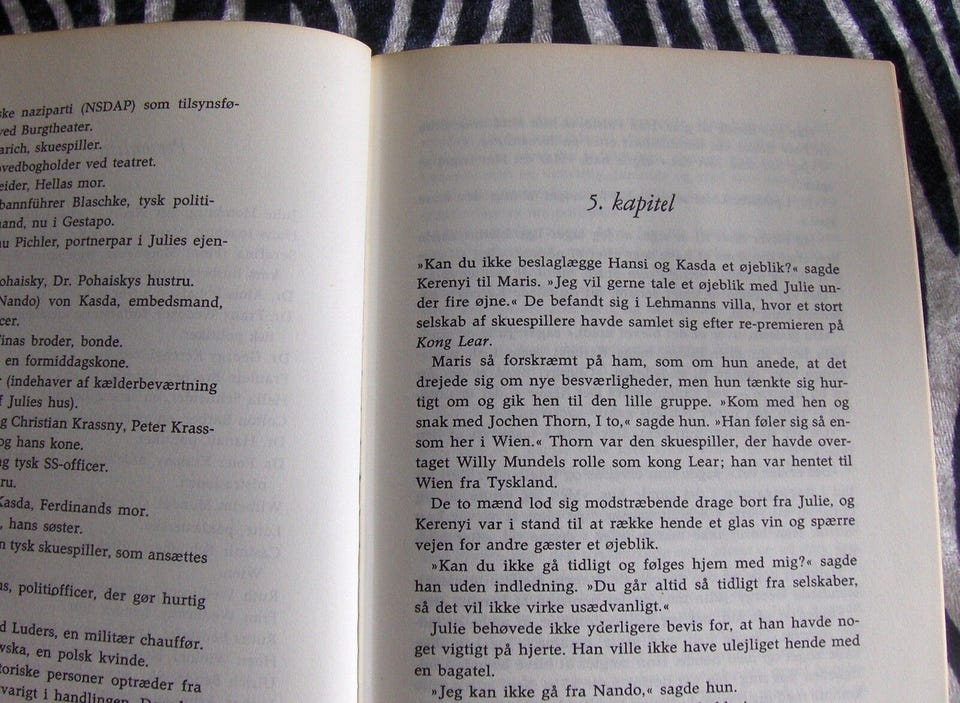 ske naziparti (NSDAP) som tilsynsfø-
ved Burgtheater.
arich, skuespiller.
ovedbogholder ved teatret.
eider, Hellas mor.
bannführer Blaschke, tysk politi-
mand, nu i Gestapo.
Pichler, portnerpar i Julies ejen-
ohaisky, Dr. Pohaiskys hustru.
Nando) von Kasda, embedsmand,
cer.
inas broder, bonde.
en formiddagskone.
(indehaver af kælderbeværtning
f Julies hus).
g Christian Krassny, Peter Krass-
og hans kone.
ng tysk SS-officer.
ru.
Kasda, Ferdinands mor.
, hans søster.
n tysk skuespiller, som ansættes
ns, politiofficer, der gør hurtig
d Luders, en militær chauffør.
wska, en polsk kvinde.
toriske personer optræder fra
varigt i handlingen.
5. kapitel
»Kan du ikke beslaglægge Hansi og Kasda et øjeblik?« sagde
Kerenyi til Maris. »Jeg vil gerne tale et øjeblik med Julie un-
der fire øjne.« De befandt sig i Lehmanns villa, hvor et stort
selskab af skuespillere havde samlet sig efter re-premieren på
Kong Lear.
Maris så forskræmt på ham, som om hun anede, at det
drejede sig om nye besværligheder, men hun tænkte sig hur-
tigt om og gik hen til den lille gruppe. »Kom med hen og
snak med Jochen Thorn, I to,« sagde hun. »Han føler sig så en-
som her i Wien.« Thorn var den skuespiller, der havde over-
taget Willy Mundels rolle som kong Lear; han var hentet til
Wien fra Tyskland.
De to mænd lod sig modstræbende drage bort fra Julie, og
Kerenyi var i stand til at række hende et glas vin og spærre
vejen for andre gæster et øjeblik.
»Kan du ikke gå tidligt og følges hjem med mig?« sagde
han uden indledning. »Du går altid så tidligt fra selskaber,
så det vil ikke virke usædvanligt.«
Julie behøvede ikke yderligere bevis for, at han havde no-
get vigtigt på hjerte. Han ville ikke have ulejliget hende med
en bagatel.
»Jeg kan ikke gå fra Nando,« sagde hun.